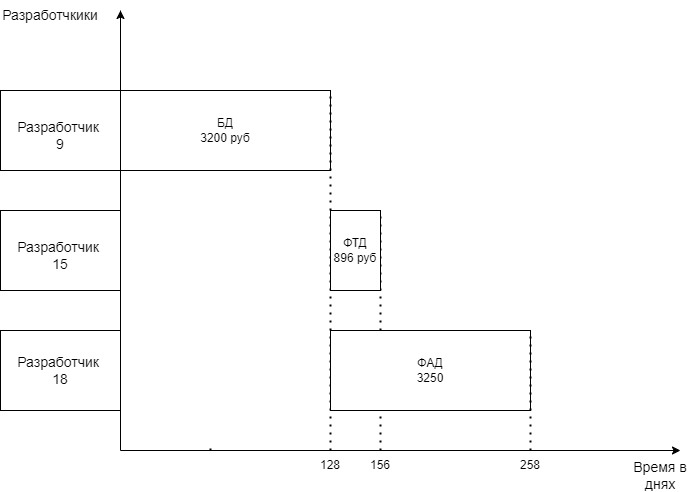 Разработчкики
Разработчик
9
БД
3200 руб
Разработчик
15
ФТД
896 руб
Разработчик
18
ФАД
3250
128
156
258
Время в
днях